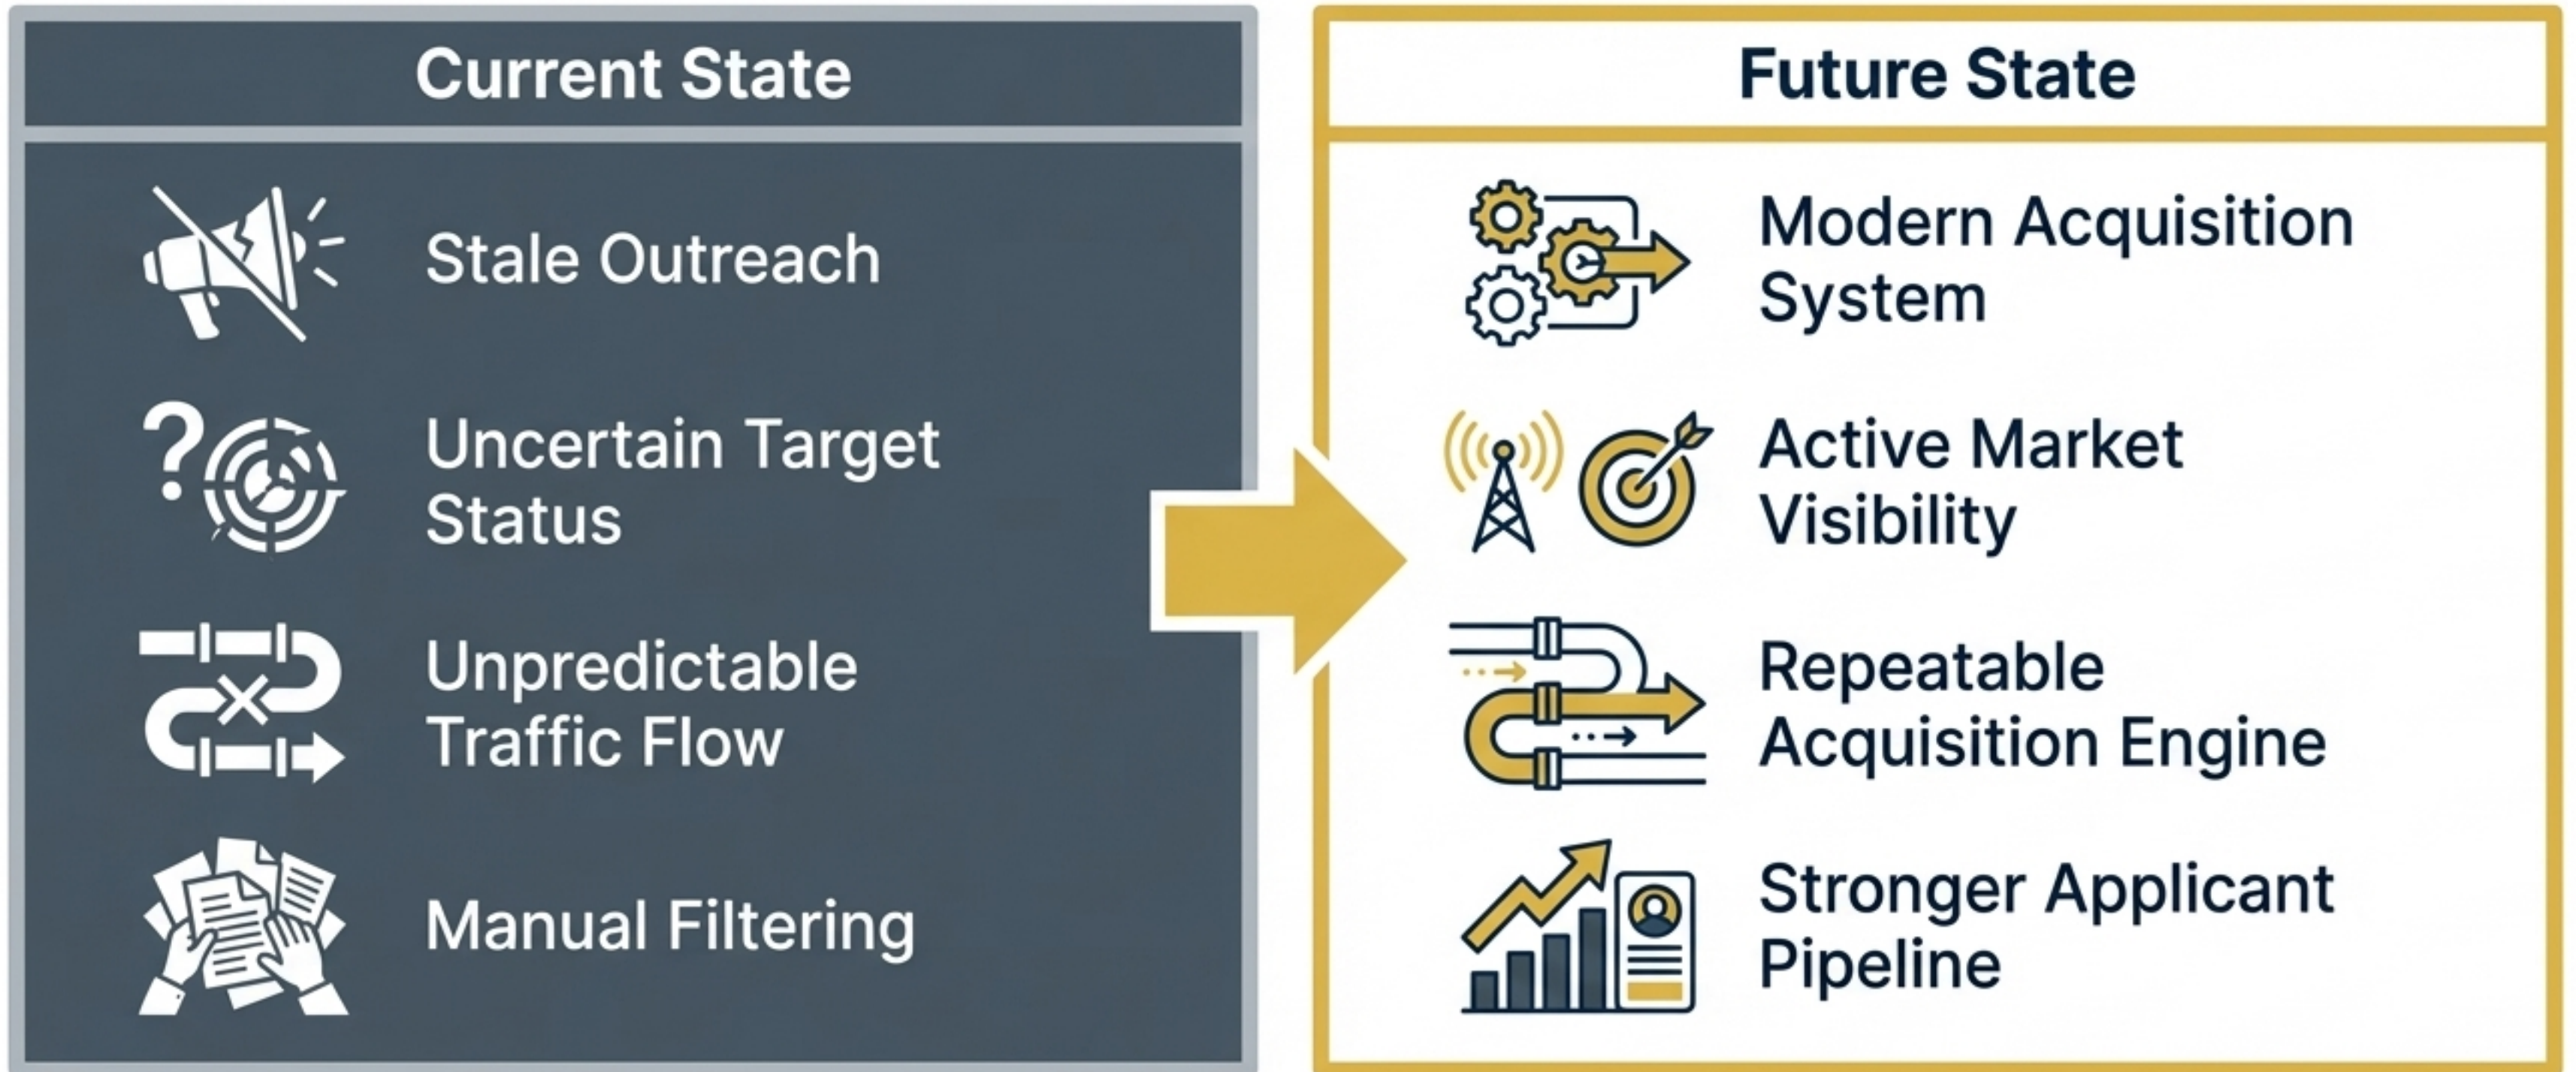 Current State
Stale Outreach
Uncertain Target
Status
Unpredictable
Traffic Flow
Manual Filtering
Future State
Modern Acquisition
System
Active Market
Visibility
Repeatable
Acquisition Engine
Stronger Applicant
Pipeline